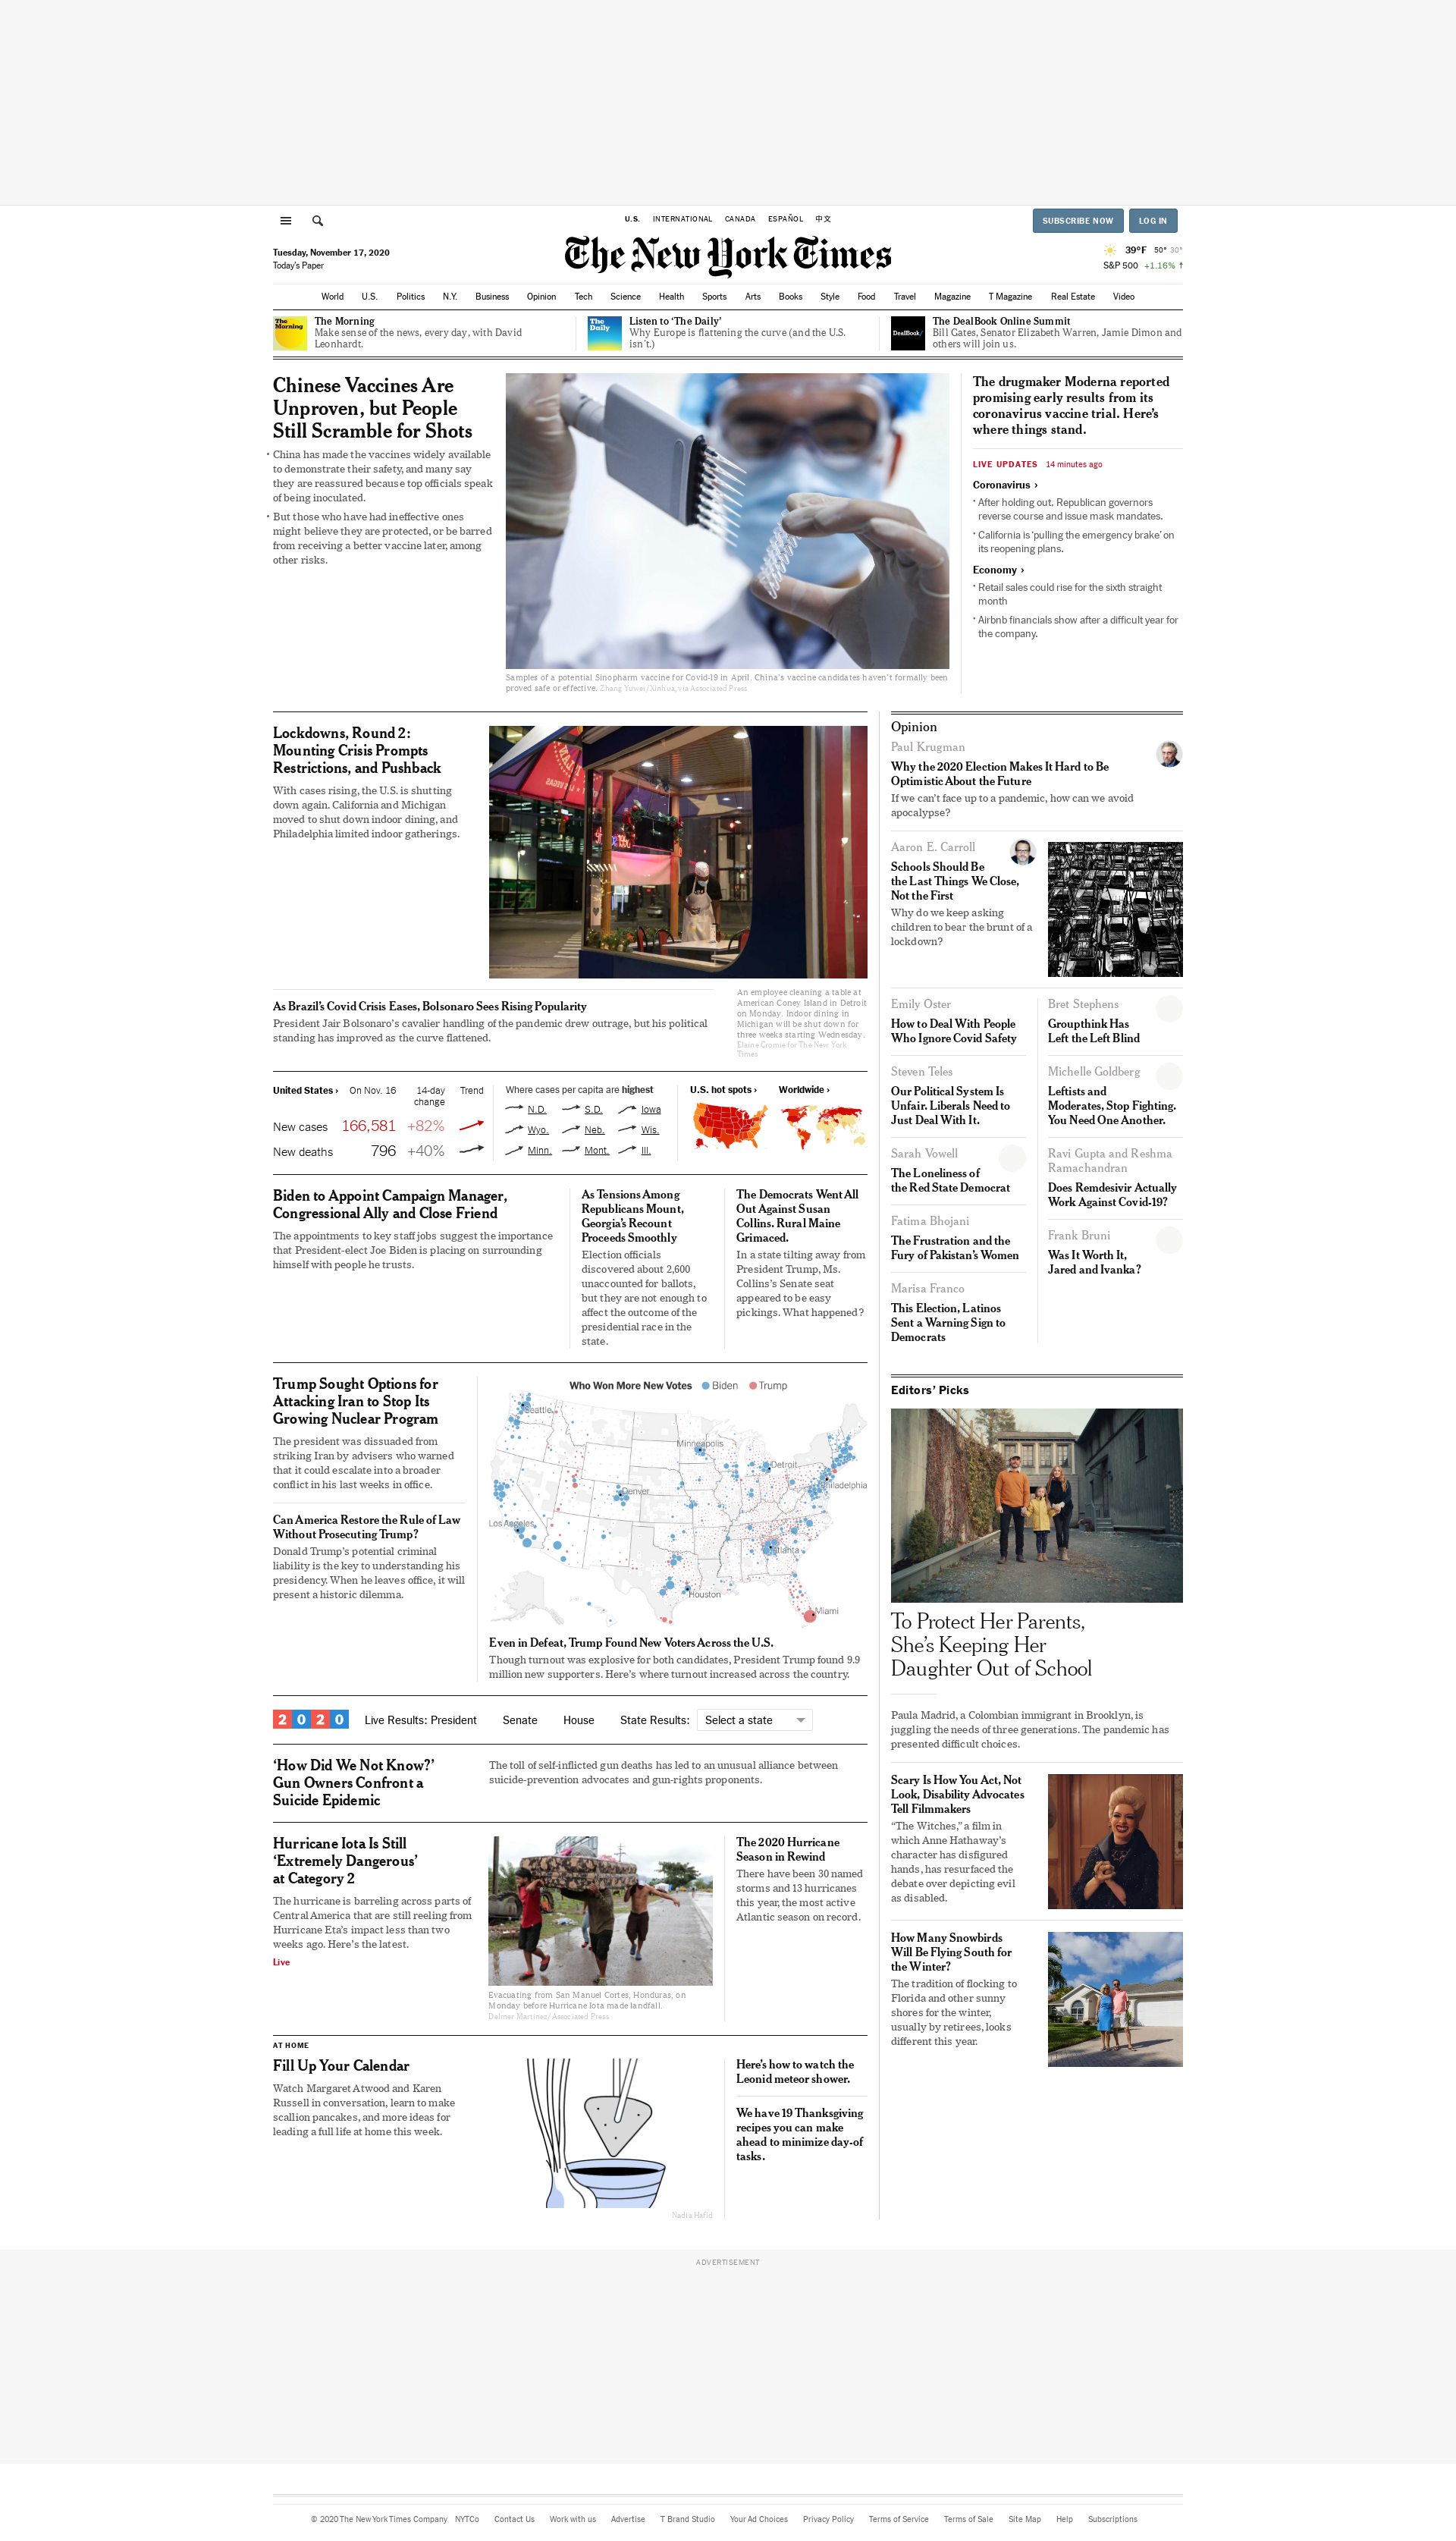 U.S. INTERNATIONAL CANADA ESPAÑOL 中文
SUBSCRIBE NOW LOG IN
Tuesday, November 17, 2020
Today's Paper
The New York Times
39°F 50° 30°
S&P 500 +1.16%
World U.S. Politics N.Y. Business Opinion Tech Science Health Sports Arts Books Style Food Travel Magazine T Magazine Real Estate Video
The Morning
The Morning
Make sense of the news, every day, with David
Leonhardt.
The Daily
Listen to ‘The Daily’
Why Europe is flattening the curve (and the U.S.
isn’t.)
DealBook/
The DealBook Online Summit
Bill Gates, Senator Elizabeth Warren, Jamie Dimon and
others will join us.
Chinese Vaccines Are
Unproven, but People
Still Scramble for Shots
• China has made the vaccines widely available
to demonstrate their safety, and many say
they are reassured because top officials speak
of being inoculated.
• But those who have had ineffective ones
might believe they are protected, or be barred
from receiving a better vaccine later, among
other risks.
Samples of a potential Sinopharm vaccine for Covid-19 in April. China’s vaccine candidates haven’t formally been
proved safe or effective. Zhang Yuwei/Xinhua, via Associated Press
The drugmaker Moderna reported
promising early results from its
coronavirus vaccine trial. Here’s
where things stand.
LIVE UPDATES 14 minutes ago
Coronavirus ›
• After holding out, Republican governors
reverse course and issue mask mandates.
• California is ‘pulling the emergency brake’ on
its reopening plans.
Economy ›
• Retail sales could rise for the sixth straight
month
• Airbnb financials show after a difficult year for
the company.
Lockdowns, Round 2:
Mounting Crisis Prompts
Restrictions, and Pushback
With cases rising, the U.S. is shutting
down again. California and Michigan
moved to shut down indoor dining, and
Philadelphia limited indoor gatherings.
As Brazil’s Covid Crisis Eases, Bolsonaro Sees Rising Popularity
President Jair Bolsonaro’s cavalier handling of the pandemic drew outrage, but his political
standing has improved as the curve flattened.
An employee cleaning a table at
American Coney Island in Detroit
on Monday. Indoor dining in
Michigan will be shut down for
three weeks starting Wednesday.
Elaine Cromie for The New York
Times
United States › On Nov. 16 14-day change Trend
New cases 166,581 +82%
New deaths 796 +40%
Where cases per capita are highest
N.D. S.D. Iowa
Wyo. Neb. Wis.
Minn. Mont. Ill.
U.S. hot spots › Worldwide ›
Biden to Appoint Campaign Manager,
Congressional Ally and Close Friend
The appointments to key staff jobs suggest the importance
that President-elect Joe Biden is placing on surrounding
himself with people he trusts.
As Tensions Among
Republicans Mount,
Georgia’s Recount
Proceeds Smoothly
Election officials
discovered about 2,600
unaccounted for ballots,
but they are not enough to
affect the outcome of the
presidential race in the
state.
The Democrats Went All
Out Against Susan
Collins. Rural Maine
Grimaced.
In a state tilting away from
President Trump, Ms.
Collins’s Senate seat
appeared to be easy
pickings. What happened?
Trump Sought Options for
Attacking Iran to Stop Its
Growing Nuclear Program
The president was dissuaded from
striking Iran by advisers who warned
that it could escalate into a broader
conflict in his last weeks in office.
Can America Restore the Rule of Law
Without Prosecuting Trump?
Donald Trump’s potential criminal
liability is the key to understanding his
presidency. When he leaves office, it will
present a historic dilemma.
Who Won More New Votes Biden Trump
Seattle
Minneapolis
Detroit
Philadelphia
Denver
Los Angeles
Atlanta
Houston
Miami
Even in Defeat, Trump Found New Voters Across the U.S.
Though turnout was explosive for both candidates, President Trump found 9.9
million new supporters. Here’s where turnout increased across the country.
2020 Live Results: President Senate House State Results: Select a state
‘How Did We Not Know?’
Gun Owners Confront a
Suicide Epidemic
The toll of self-inflicted gun deaths has led to an unusual alliance between
suicide-prevention advocates and gun-rights proponents.
Hurricane Iota Is Still
‘Extremely Dangerous’
at Category 2
The hurricane is barreling across parts of
Central America that are still reeling from
Hurricane Eta’s impact less than two
weeks ago. Here’s the latest.
Live
Evacuating from San Manuel Cortes, Honduras, on
Monday before Hurricane Iota made landfall.
Delmer Martinez/Associated Press
The 2020 Hurricane
Season in Rewind
There have been 30 named
storms and 13 hurricanes
this year, the most active
Atlantic season on record.
AT HOME
Fill Up Your Calendar
Watch Margaret Atwood and Karen
Russell in conversation, learn to make
scallion pancakes, and more ideas for
leading a full life at home this week.
Nadia Hafid
Here’s how to watch the
Leonid meteor shower.
We have 19 Thanksgiving
recipes you can make
ahead to minimize day-of
tasks.
Opinion
Paul Krugman
Why the 2020 Election Makes It Hard to Be
Optimistic About the Future
If we can’t face up to a pandemic, how can we avoid
apocalypse?
Aaron E. Carroll
Schools Should Be
the Last Things We Close,
Not the First
Why do we keep asking
children to bear the brunt of a
lockdown?
Emily Oster
How to Deal With People
Who Ignore Covid Safety
Steven Teles
Our Political System Is
Unfair. Liberals Need to
Just Deal With It.
Sarah Vowell
The Loneliness of
the Red State Democrat
Fatima Bhojani
The Frustration and the
Fury of Pakistan’s Women
Marisa Franco
This Election, Latinos
Sent a Warning Sign to
Democrats
Bret Stephens
Groupthink Has
Left the Left Blind
Michelle Goldberg
Leftists and
Moderates, Stop Fighting.
You Need One Another.
Ravi Gupta and Reshma
Ramachandran
Does Remdesivir Actually
Work Against Covid-19?
Frank Bruni
Was It Worth It,
Jared and Ivanka?
Editors’ Picks
To Protect Her Parents,
She’s Keeping Her
Daughter Out of School
Paula Madrid, a Colombian immigrant in Brooklyn, is
juggling the needs of three generations. The pandemic has
presented difficult choices.
Scary Is How You Act, Not
Look, Disability Advocates
Tell Filmmakers
“The Witches,” a film in
which Anne Hathaway’s
character has disfigured
hands, has resurfaced the
debate over depicting evil
as disabled.
How Many Snowbirds
Will Be Flying South for
the Winter?
The tradition of flocking to
Florida and other sunny
shores for the winter,
usually by retirees, looks
different this year.
ADVERTISEMENT
© 2020 The New York Times Company NYTCo Contact Us Work with us Advertise T Brand Studio Your Ad Choices Privacy Policy Terms of Service Terms of Sale Site Map Help Subscriptions